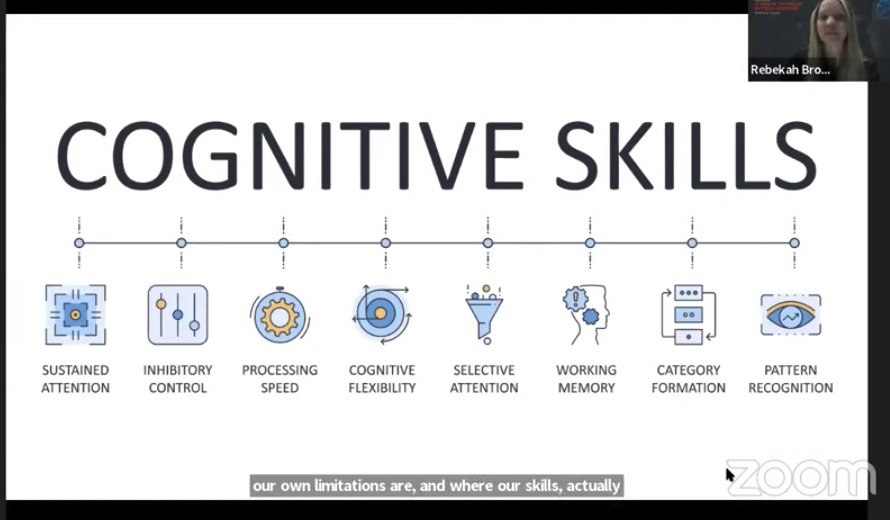 Rebekah Bro...
COGNITIVE SKILLS
SUSTAINED
ATTENTION
INHIBITORY
CONTROL
PROCESSING
SPEED
COGNITIVE
FLEXIBILITY
SELECTIVE
ATTENTION
WORKING
MEMORY
CATEGORY
FORMATION
PATTERN
RECOGNITION
our own limitations are, and where our skills, actually
zoom